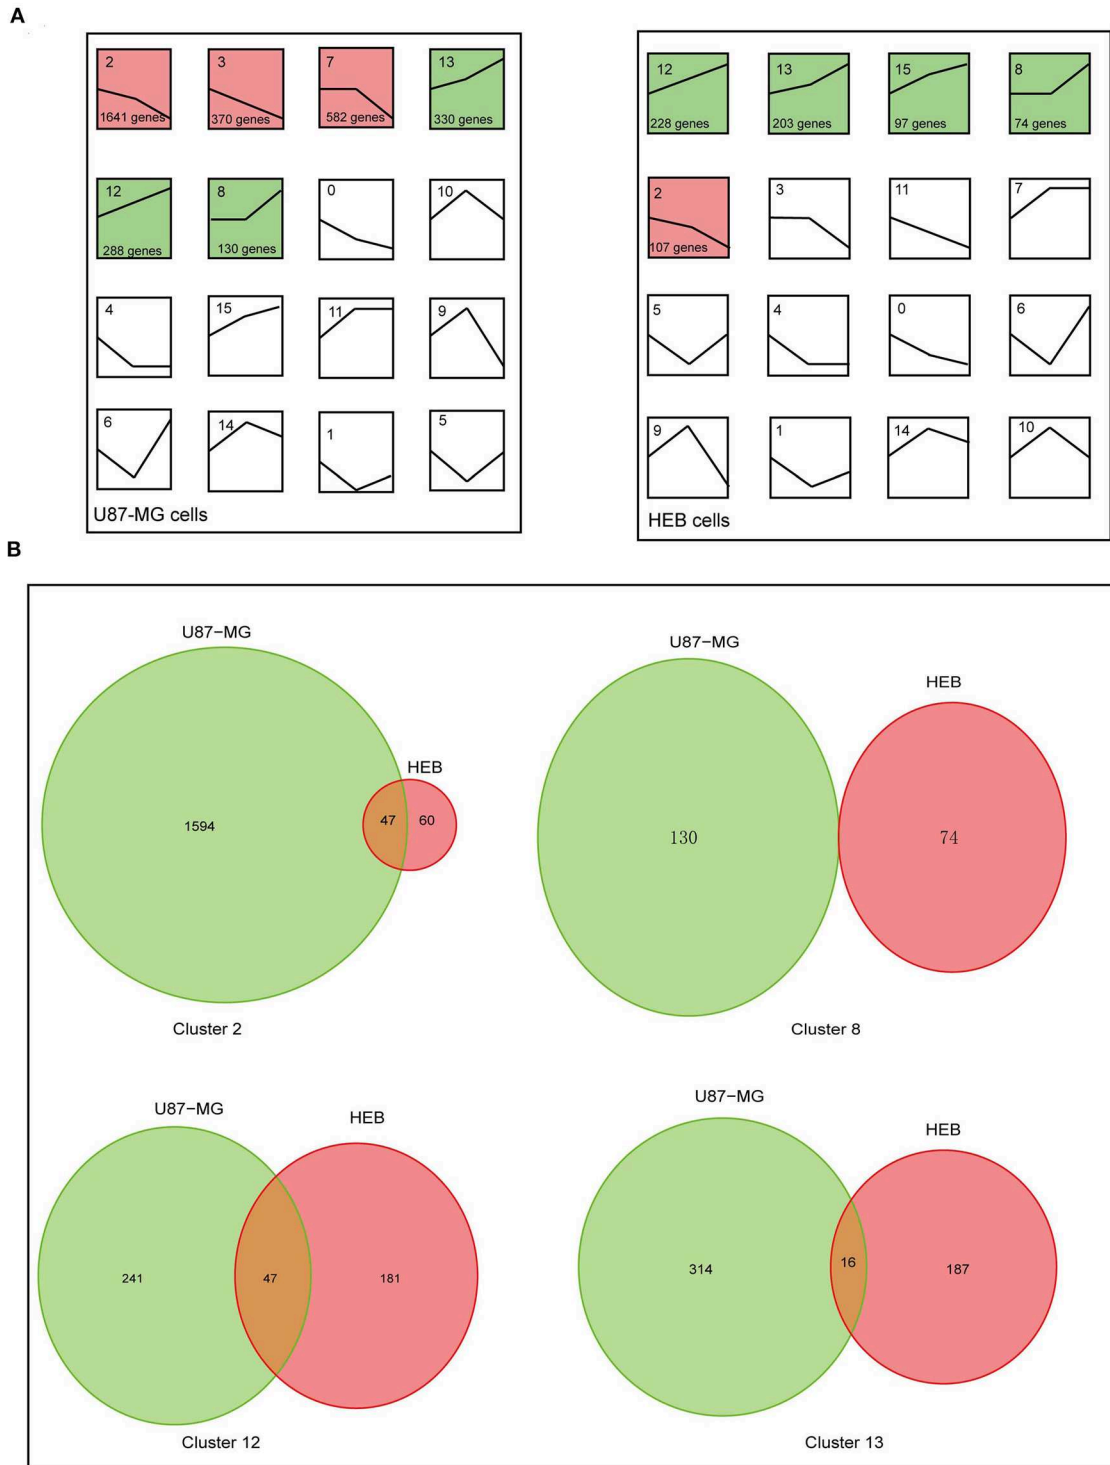 A
2
3
7
13
1641 genes
370 genes
582 genes
330 genes
12
8
0
10
288 genes
130 genes
4
15
11
9
6
14
1
5
U87-MG cells
12
13
15
8
228 genes
203 genes
97 genes
74 genes
2
3
11
7
107 genes
5
4
0
6
9
1
14
10
HEB cells
B
U87−MG
HEB
1594
47
60
Cluster 2
U87−MG
HEB
130
74
Cluster 8
U87−MG
HEB
241
47
181
Cluster 12
U87−MG
HEB
314
16
187
Cluster 13